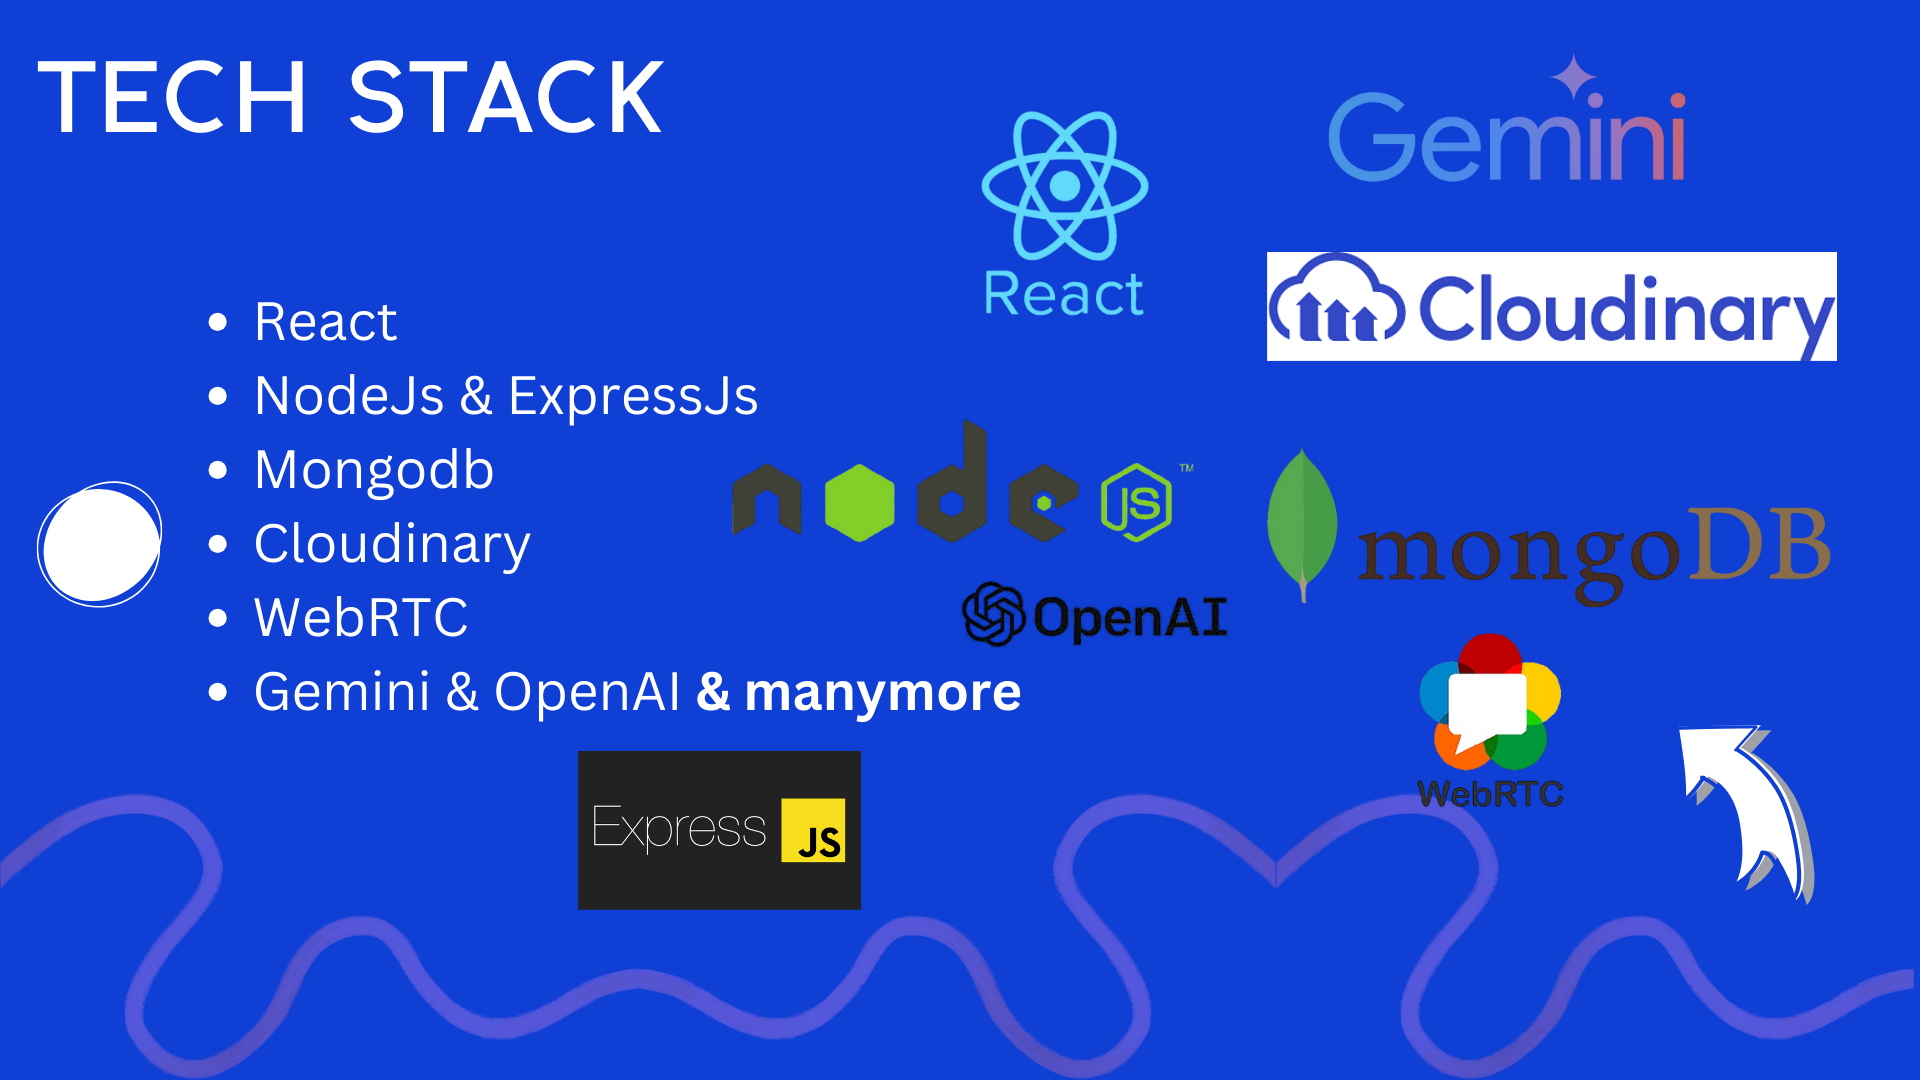 TECH STACK
React
NodeJs & ExpressJs
Mongodb
Cloudinary
WebRTC
Gemini & OpenAI & manymore
React
Gemini
Cloudinary
node JS ™
mongoDB
OpenAI
WebRTC
Express JS